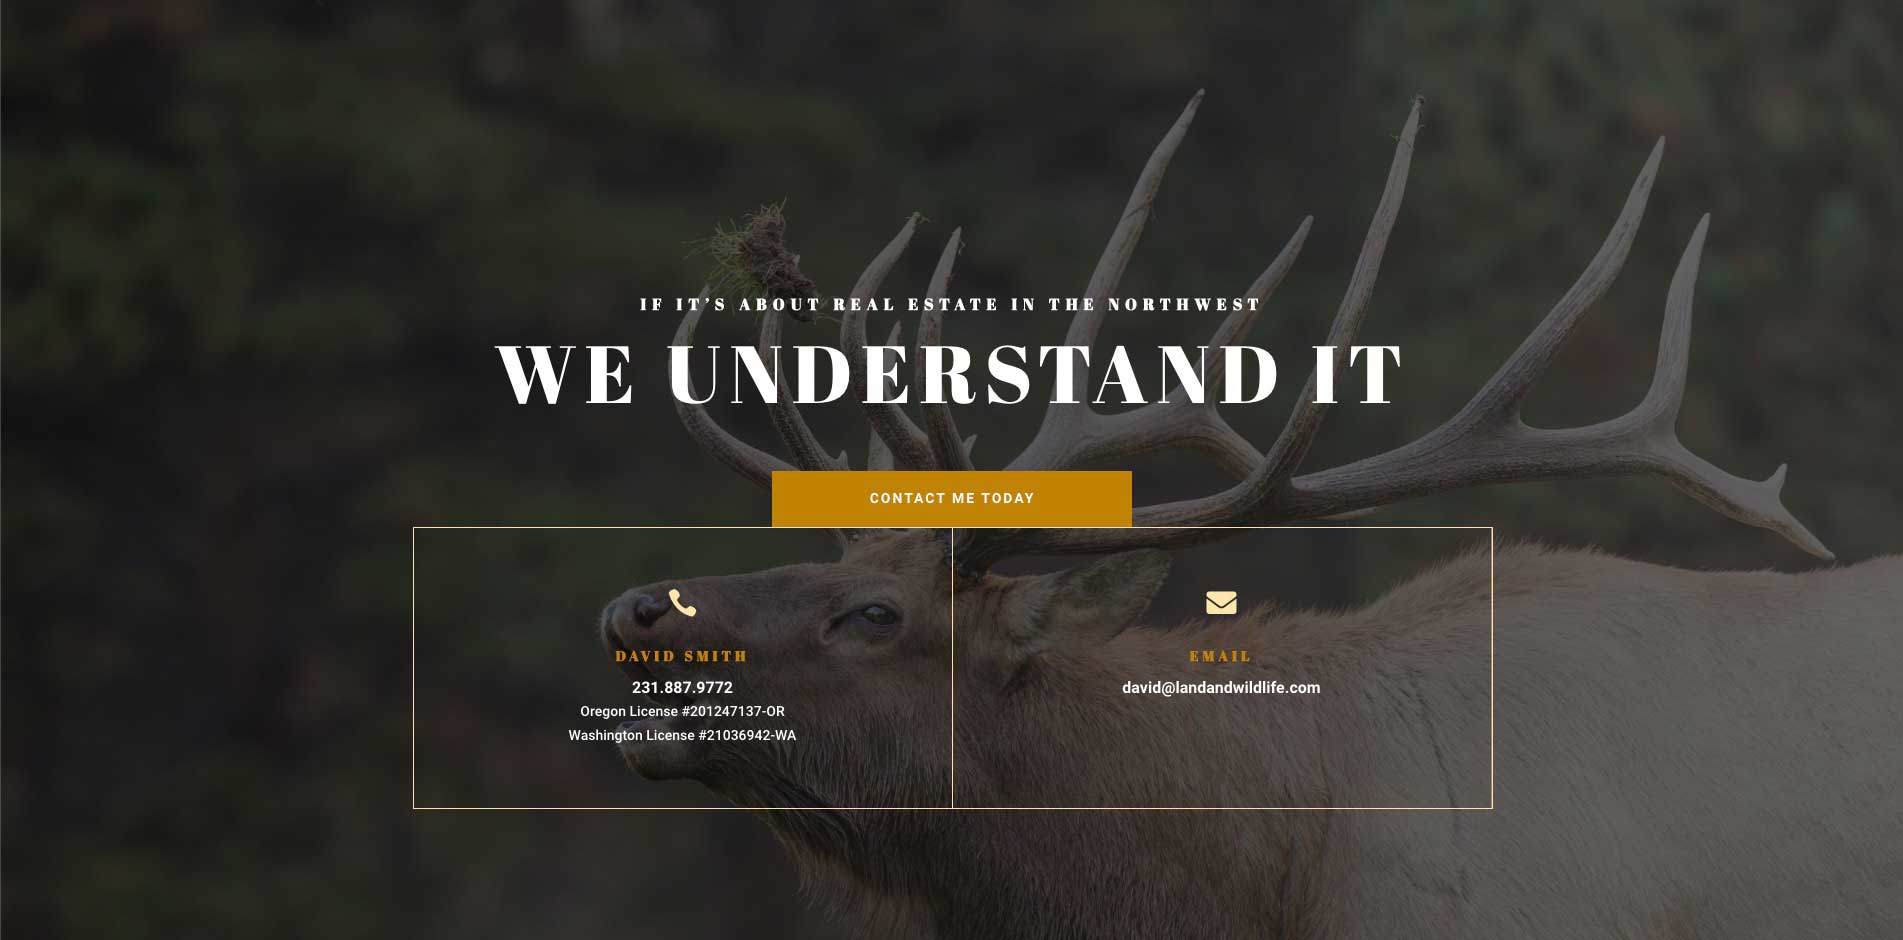 IF IT’S ABOUT REAL ESTATE IN THE NORTHWEST
WE UNDERSTAND IT
CONTACT ME TODAY
DAVID SMITH
231.887.9772
Oregon License #201247137-OR
Washington License #21036942-WA
EMAIL
david@landandwildlife.com